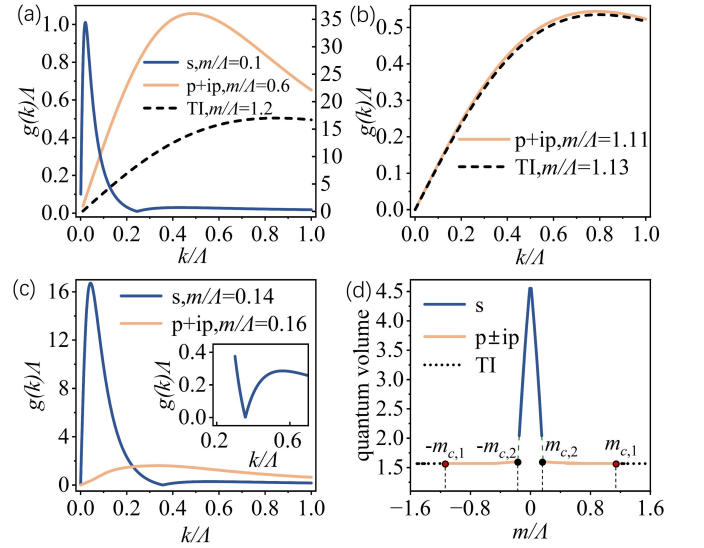 (a)
g(k)Λ
1.0
0.8
0.6
0.4
0.2
0.0
s,m/Λ=0.1
p+ip,m/Λ=0.6
TI,m/Λ=1.2
35
30
25
20
15
10
5
0
0.0 0.2 0.4 0.6 0.8 1.0
k/Λ
(b)
g(k)Λ
0.5
0.4
0.3
0.2
0.1
0.0
p+ip,m/Λ=1.11
TI,m/Λ=1.13
0.0 0.2 0.4 0.6 0.8 1.0
k/Λ
(c)
g(k)Λ
16
12
8
4
0
s,m/Λ=0.14
p+ip,m/Λ=0.16
0.4
0.2
0.0
g(k)Λ
0.2 0.4 0.6
k/Λ
0.0 0.2 0.4 0.6 0.8 1.0
k/Λ
(d)
quantum volume
4.5
4.0
3.5
3.0
2.5
2.0
1.5
s
p±ip
TI
-m_{c,1} -m_{c,2} m_{c,2} m_{c,1}
−1.6 −0.8 0.0 0.8 1.6
m/Λ